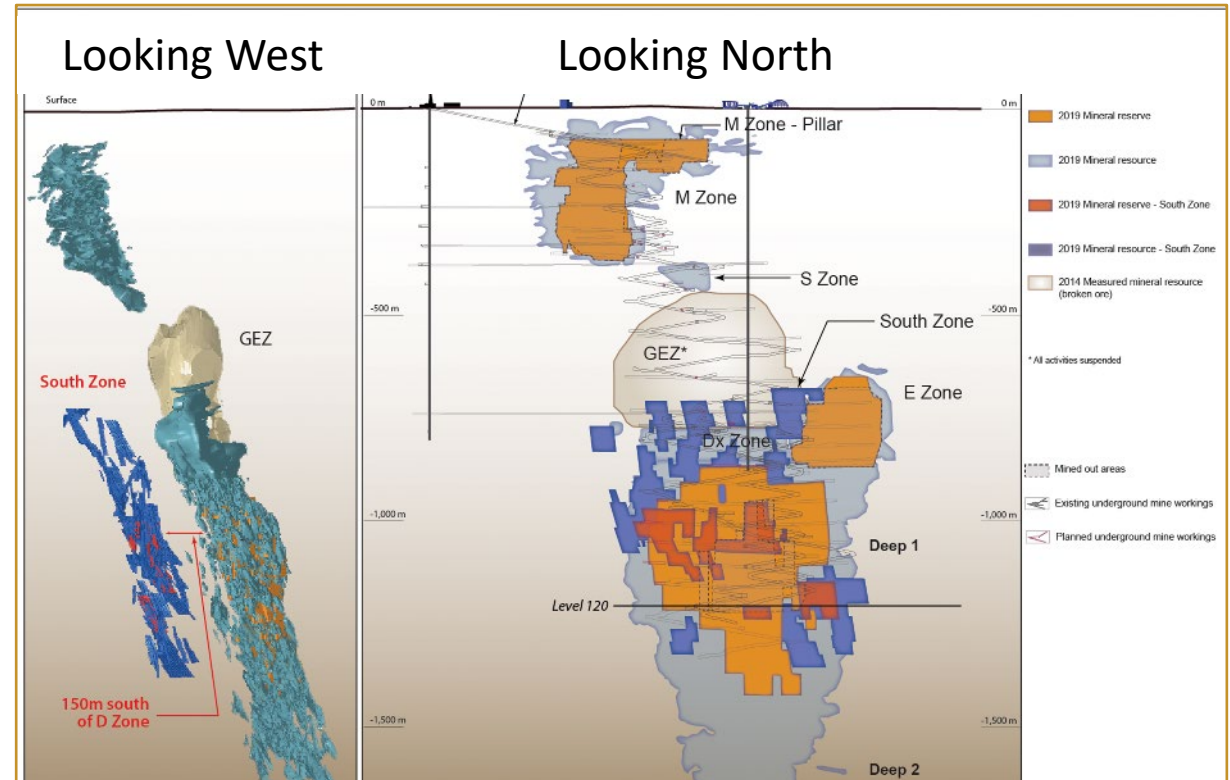 Looking West
Looking North
Surface
GEZ
South Zone
150m south
of D Zone
0 m
-500 m
-1,000 m
-1,500 m
M Zone - Pillar
M Zone
S Zone
South Zone
GEZ*
E Zone
Dx Zone
Deep 1
Level 120
Deep 2
0 m
-500 m
-1,000 m
-1,500 m
2019 Mineral reserve
2019 Mineral resource
2019 Mineral reserve - South Zone
2019 Mineral resource - South Zone
2014 Measured mineral resource
(broken ore)
* All activities suspended
Mined out areas
Existing underground mine workings
Planned underground mine workings